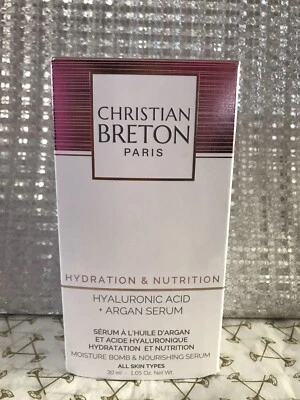 CHRISTIAN
BRETON
PARIS
HYDRATION & NUTRITION
HYALURONIC ACID
+ ARGAN SERUM
SÉRUM À L'HUILE D'ARGAN
ET ACIDE HYALURONIQUE
HYDRATATION ET NUTRITION
MOISTURE BOMB & NOURISHING SERUM
ALL SKIN TYPES
30 ml - 1.05 Oz. Net Wt.